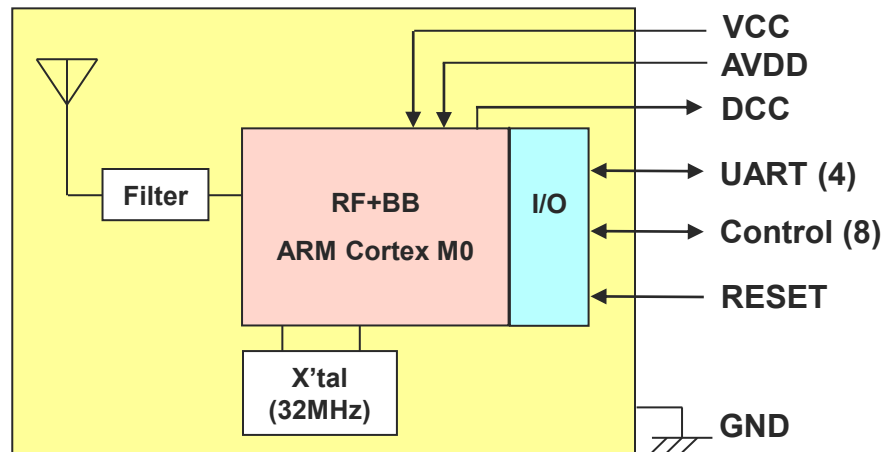 VCC
AVDD
DCC
Filter
RF+BB
ARM Cortex M0
I/O
UART (4)
Control (8)
RESET
X’tal
(32MHz)
GND